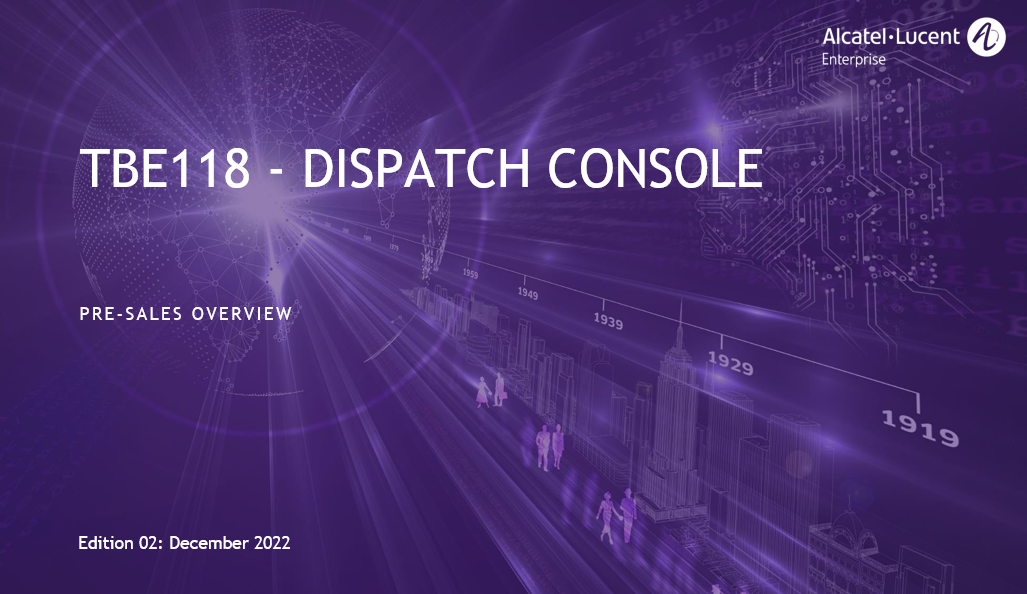 Alcatel·Lucent
Enterprise
TBE118 - DISPATCH CONSOLE
1959
1949
1939
1929
1919
PRE-SALES OVERVIEW
Edition 02: December 2022